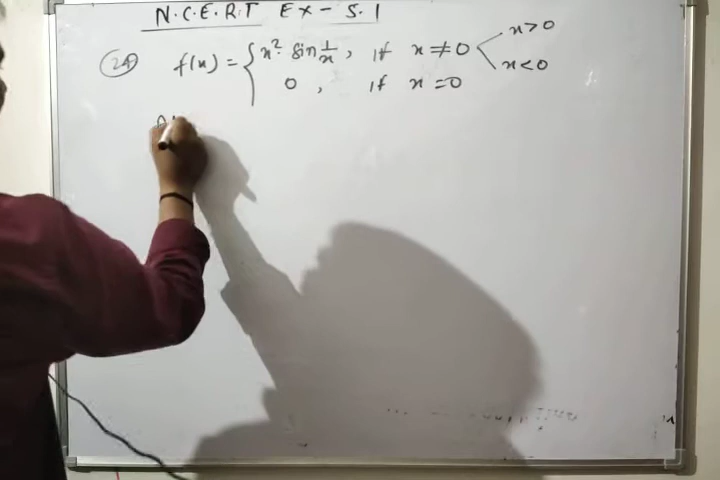 N.C.E.R.T EX - 5.1
(24) f(x) = { x² sin 1/x, if x ≠ 0 < x>0
x<0
0, if x = 0